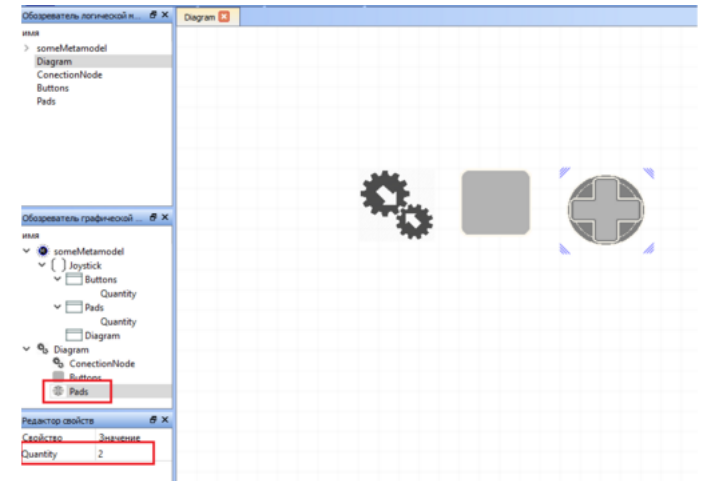 Обозреватель логической м...
Diagram
имя
someMetamodel
Diagram
ConectionNode
Buttons
Pads
Обозреватель графической ...
имя
someMetamodel
Joystick
Buttons
Quantity
Pads
Quantity
Diagram
Diagram
ConectionNode
Buttons
Pads
Редактор свойств
Свойство Значение
Quantity 2